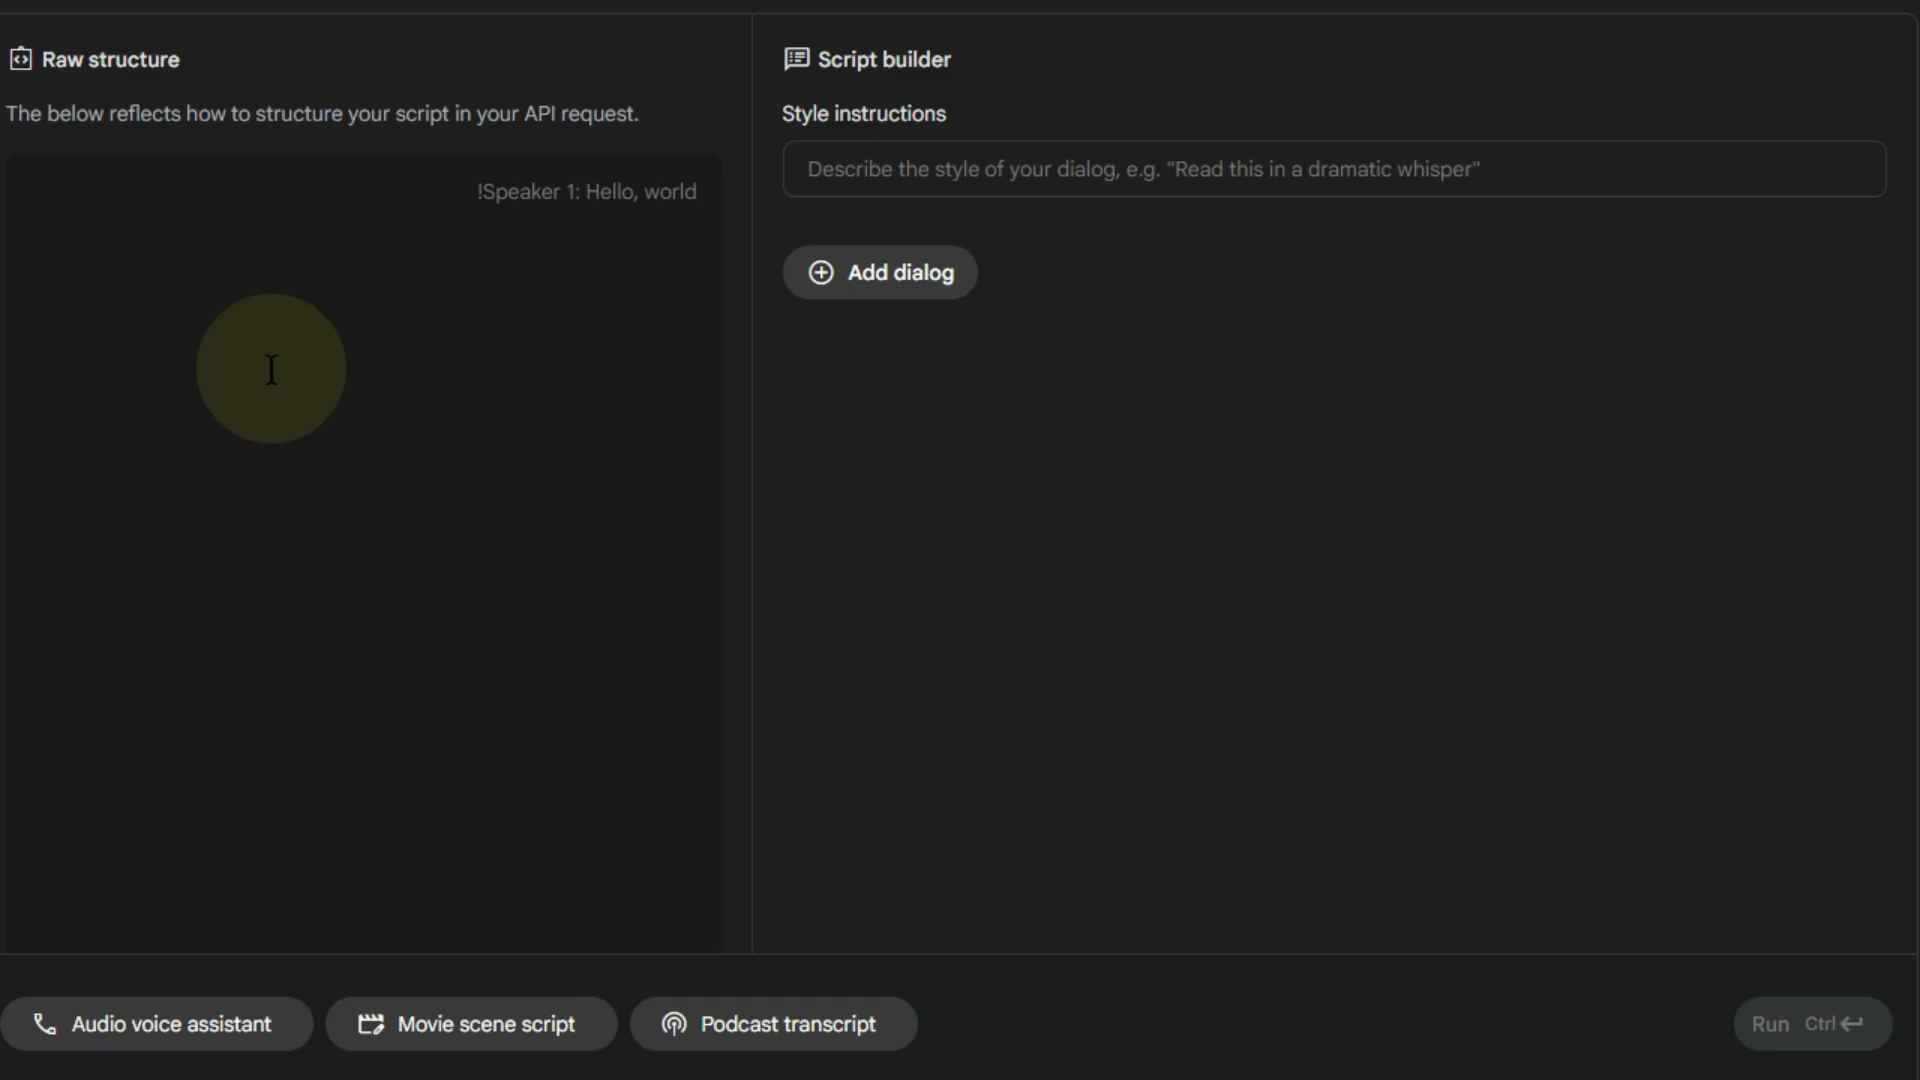 Raw structure
The below reflects how to structure your script in your API request.
!Speaker 1: Hello, world
Script builder
Style instructions
Describe the style of your dialog, e.g. "Read this in a dramatic whisper"
Add dialog
Audio voice assistant
Movie scene script
Podcast transcript
Run Ctrl